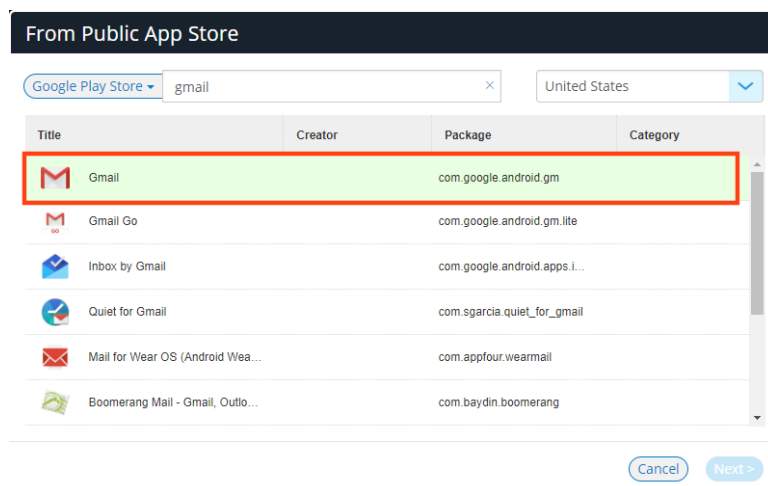 From Public App Store
Google Play Store gmail × United States
Title Creator Package Category
Gmail com.google.android.gm
GO Gmail Go com.google.android.gm.lite
Inbox by Gmail com.google.android.apps.i...
Quiet for Gmail com.sgarcia.quiet_for_gmail
Mail for Wear OS (Android Wea... com.appfour.wearmail
Boomerang Mail - Gmail, Outlo... com.baydin.boomerang
Cancel Next >